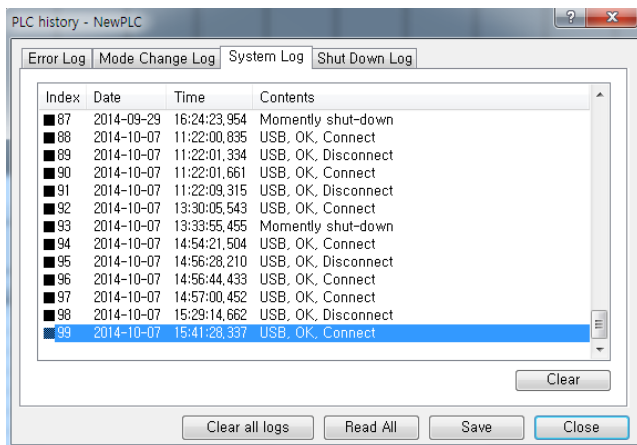 PLC history - NewPLC
Error Log Mode Change Log System Log Shut Down Log
Index Date Time Contents
87 2014-09-29 16:24:23,954 Momently shut-down
88 2014-10-07 11:22:00,835 USB, OK, Connect
89 2014-10-07 11:22:01,334 USB, OK, Disconnect
90 2014-10-07 11:22:01,661 USB, OK, Connect
91 2014-10-07 11:22:09,315 USB, OK, Disconnect
92 2014-10-07 13:30:05,543 USB, OK, Connect
93 2014-10-07 13:33:55,455 Momently shut-down
94 2014-10-07 14:54:21,504 USB, OK, Connect
95 2014-10-07 14:56:28,210 USB, OK, Disconnect
96 2014-10-07 14:56:44,433 USB, OK, Connect
97 2014-10-07 14:57:00,452 USB, OK, Connect
98 2014-10-07 15:29:14,662 USB, OK, Disconnect
99 2014-10-07 15:41:28,337 USB, OK, Connect
Clear
Clear all logs Read All Save Close